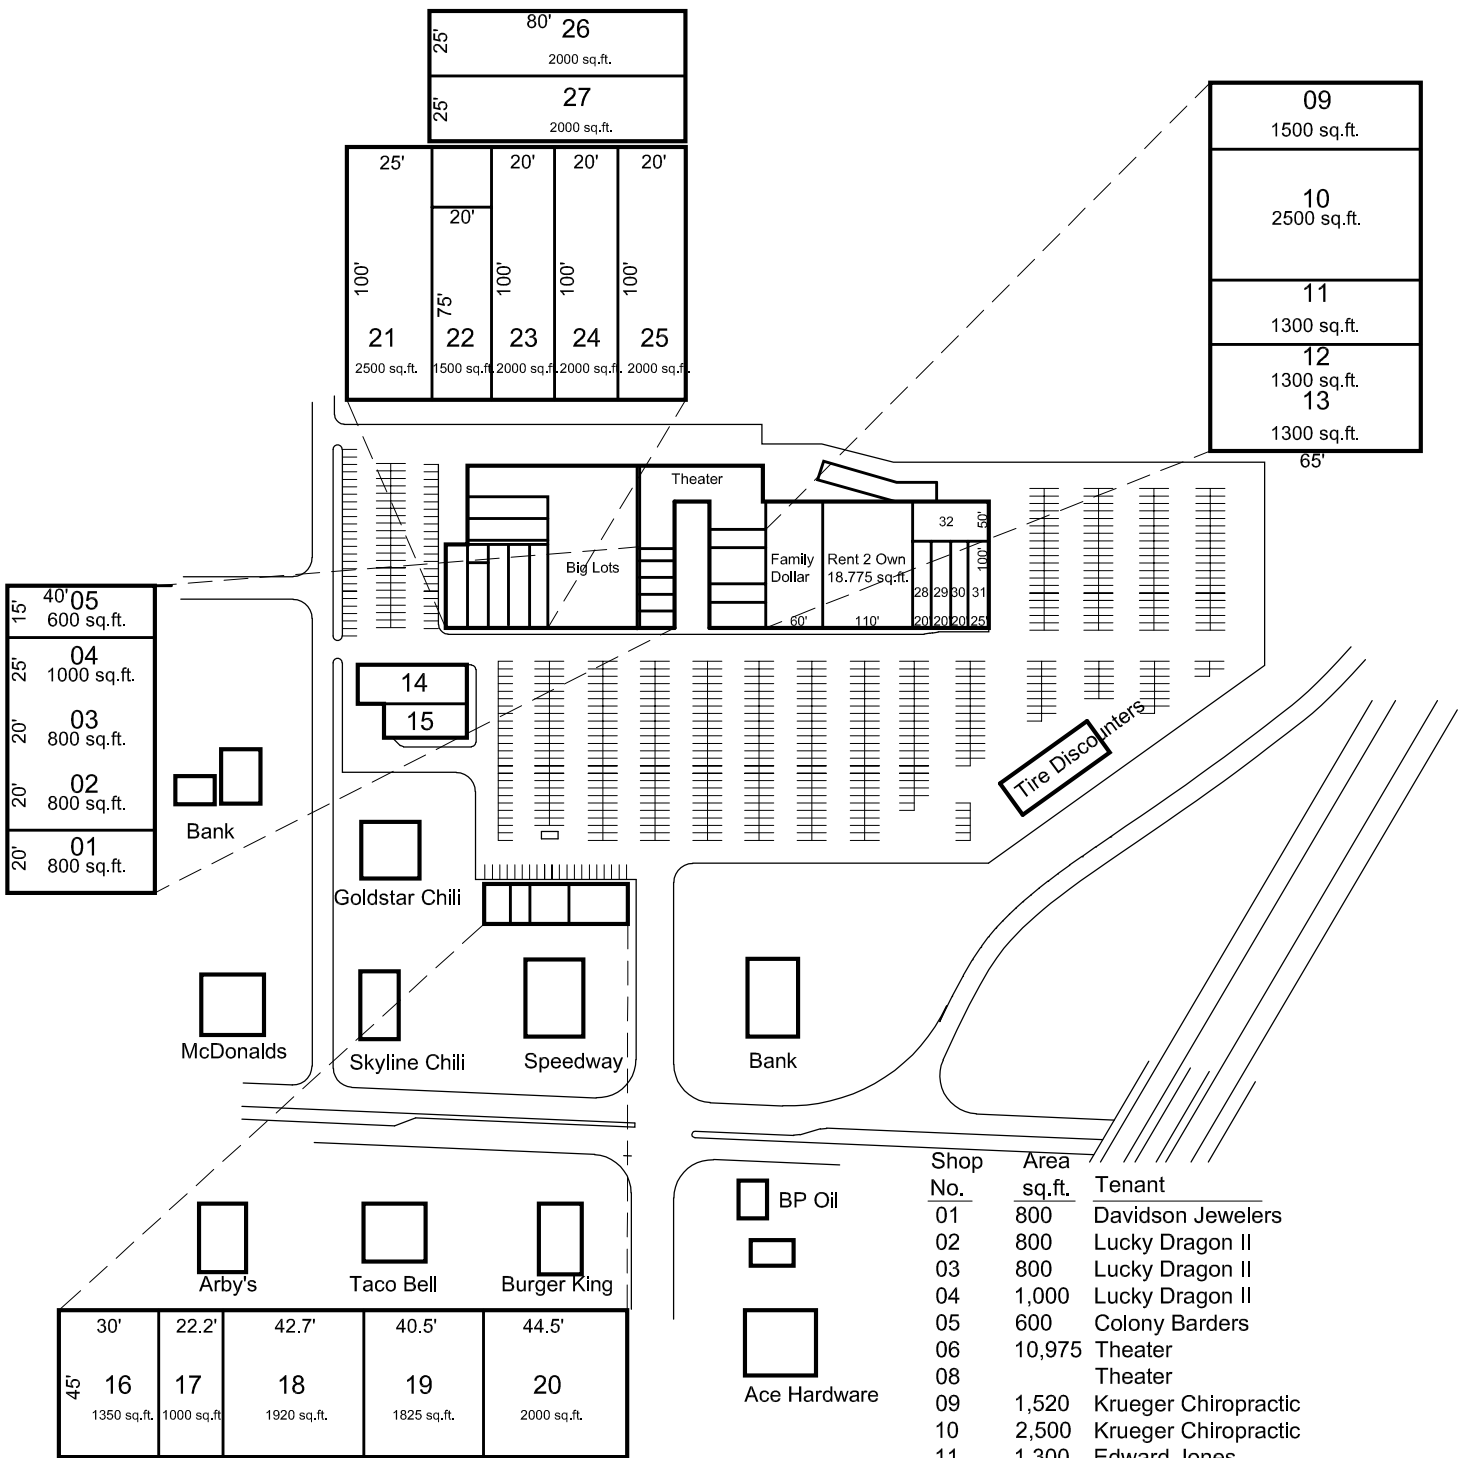 80' 26
25'
2000 sq.ft.
27
25'
2000 sq.ft.
25'
20'
20'
20'
20'
100'
75'
100'
100'
100'
21
22
23
24
25
2500 sq.ft.
1500 sq.ft.
2000 sq.ft.
2000 sq.ft.
2000 sq.ft.
09
1500 sq.ft.
10
2500 sq.ft.
11
1300 sq.ft.
12
1300 sq.ft.
13
1300 sq.ft.
65'
Theater
Big Lots
Family
Dollar
60'
Rent 2 Own
18.775 sq.ft.
110'
32
50'
100'
28 29 30 31
20' 20' 20' 25'
15'
40' 05
600 sq.ft.
25'
04
1000 sq.ft.
20'
03
800 sq.ft.
20'
02
800 sq.ft.
20'
01
800 sq.ft.
14
15
Tire Discounters
Bank
Goldstar Chili
McDonalds
Skyline Chili
Speedway
Bank
BP Oil
Arby's
Taco Bell
Burger King
Ace Hardware
30'
22.2'
42.7'
40.5'
44.5'
45'
16
17
18
19
20
1350 sq.ft.
1000 sq.ft
1920 sq.ft.
1825 sq.ft.
2000 sq.ft.
Shop Area
No. sq.ft. Tenant
01 800 Davidson Jewelers
02 800 Lucky Dragon II
03 800 Lucky Dragon II
04 1,000 Lucky Dragon II
05 600 Colony Barders
06 10,975 Theater
08 Theater
09 1,520 Krueger Chiropractic
10 2,500 Krueger Chiropractic
11 1,300 Edward Jones